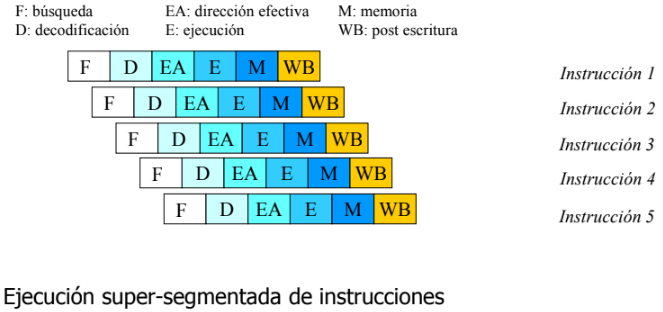 F: búsqueda EA: dirección efectiva M: memoria
D: decodificación E: ejecución WB: post escritura
F D EA E M WB Instrucción 1
F D EA E M WB Instrucción 2
F D EA E M WB Instrucción 3
F D EA E M WB Instrucción 4
F D EA E M WB Instrucción 5
Ejecución super-segmentada de instrucciones